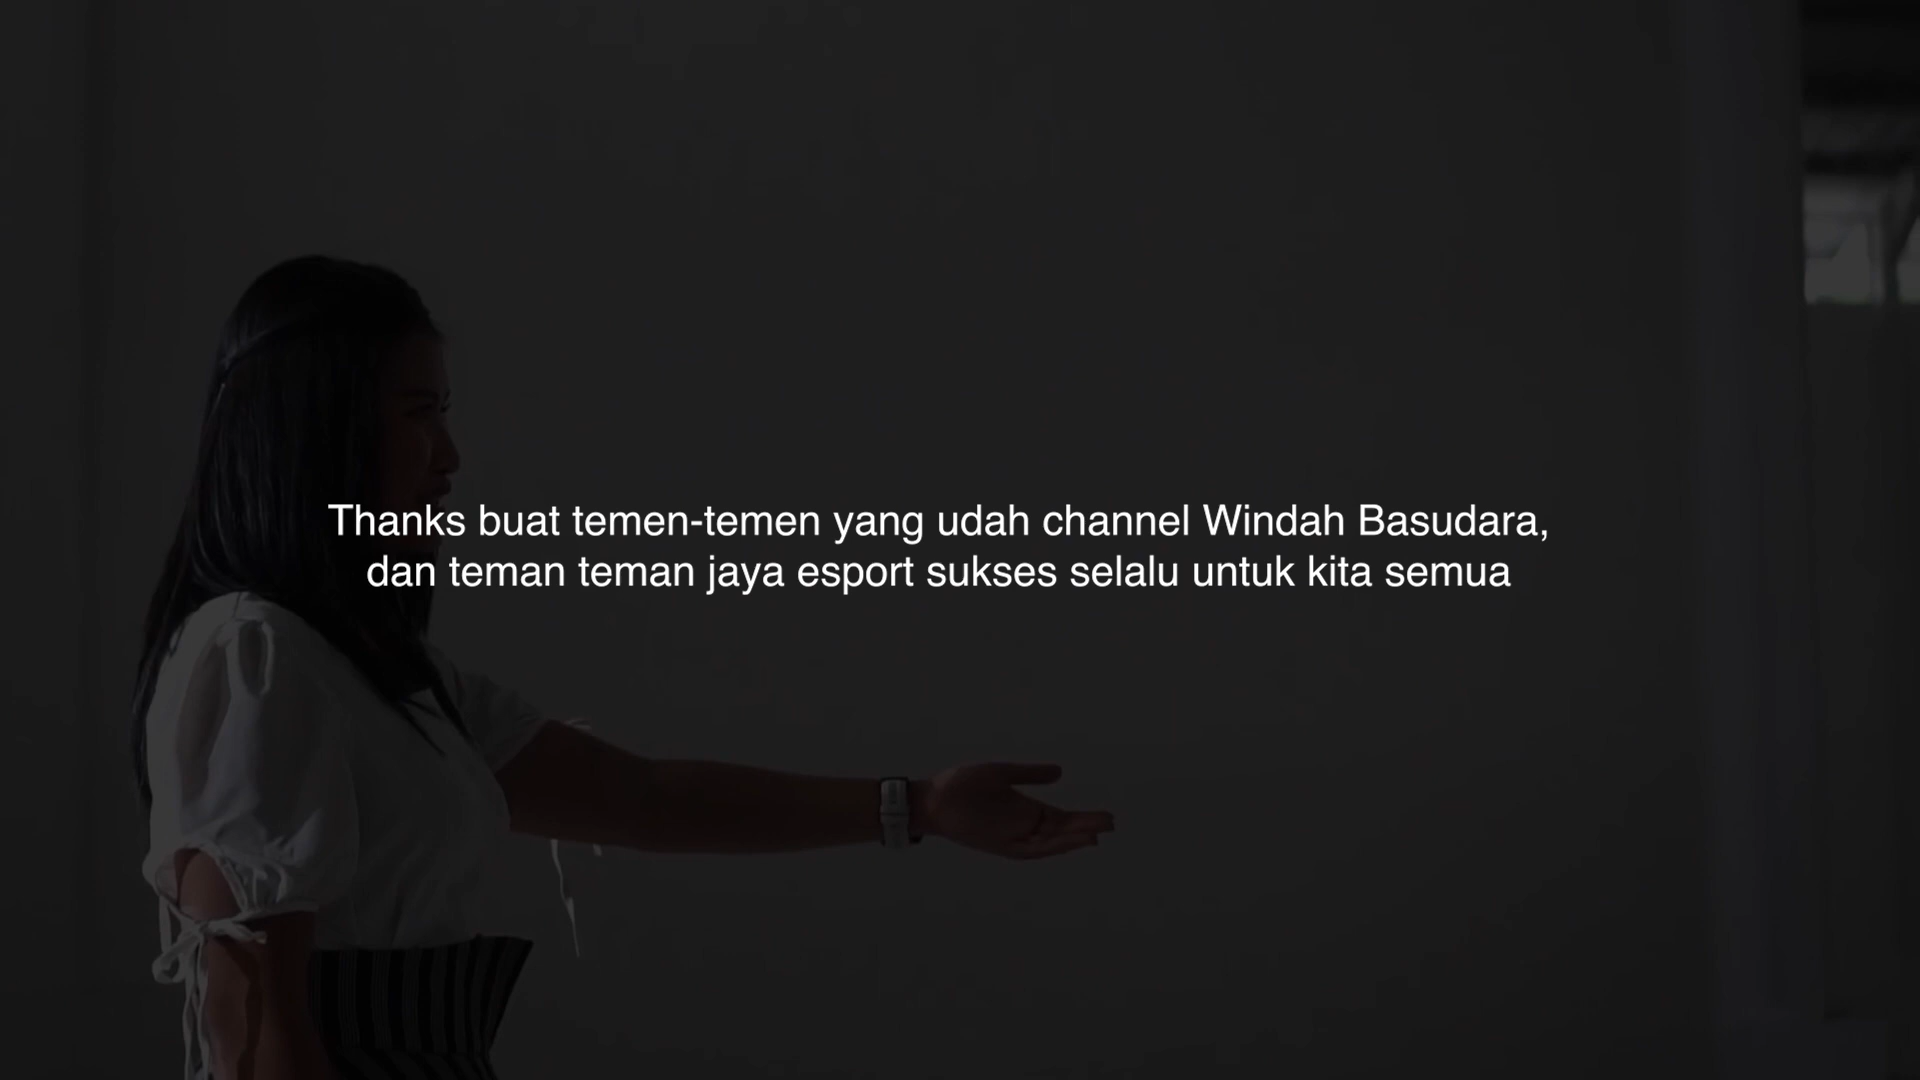 Thanks buat temen-temen yang udah channel Windah Basudara,
dan teman teman jaya esport sukses selalu untuk kita semua